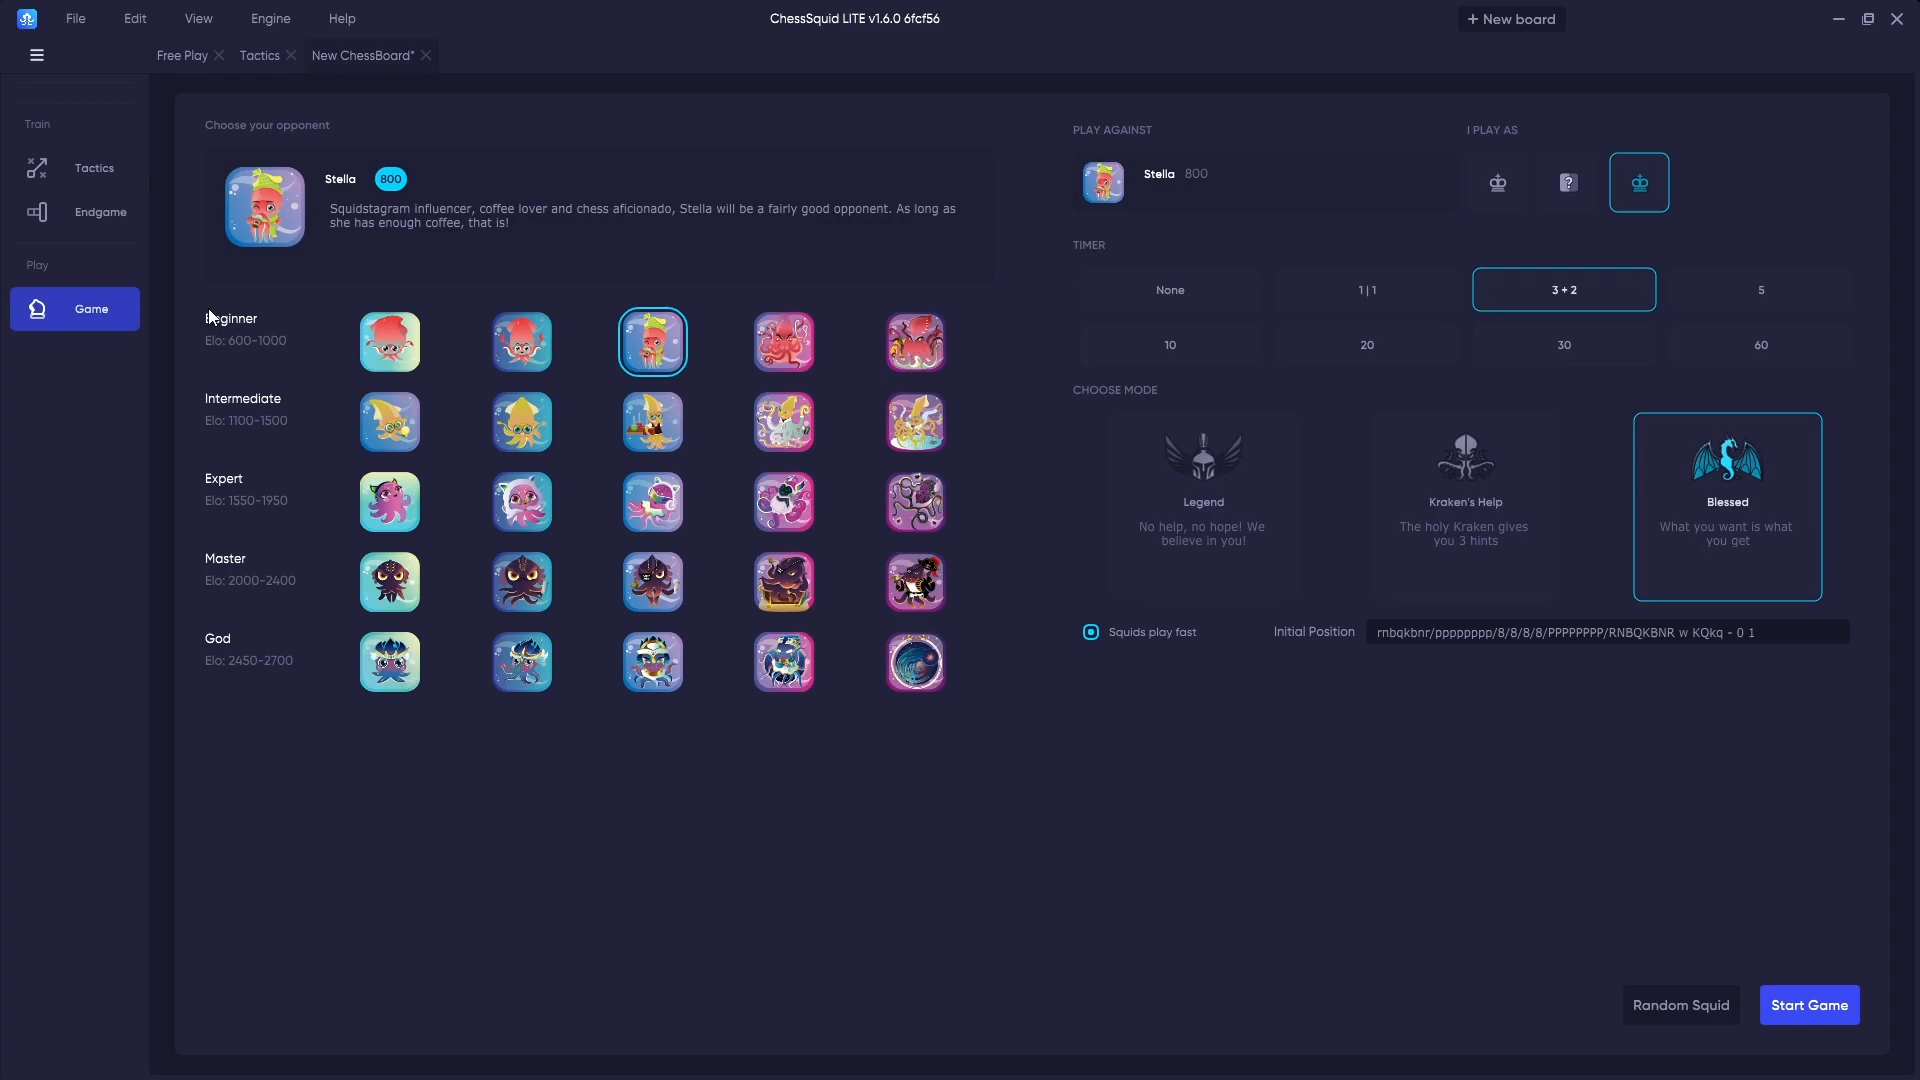 File Edit View Engine Help ChessSquid LITE v1.6.0 6fcf56 + New board
Free Play Tactics New ChessBoard*
Train
Tactics
Endgame
Play
Game
Choose your opponent
Stella 800
Squidstagram influencer, coffee lover and chess aficionado, Stella will be a fairly good opponent. As long as
she has enough coffee, that is!
Beginner
Elo: 600-1000
Intermediate
Elo: 1100-1500
Expert
Elo: 1550-1950
Master
Elo: 2000-2400
God
Elo: 2450-2700
PLAY AGAINST
Stella 800
I PLAY AS
?
TIMER
None 1 | 1 3 + 2 5
10 20 30 60
CHOOSE MODE
Legend
No help, no hope! We
believe in you!
Kraken's Help
The holy Kraken gives
you 3 hints
Blessed
What you want is what
you get
Squids play fast
Initial Position rnbqkbnr/pppppppp/8/8/8/8/PPPPPPPP/RNBQKBNR w KQkq - 0 1
Random Squid Start Game